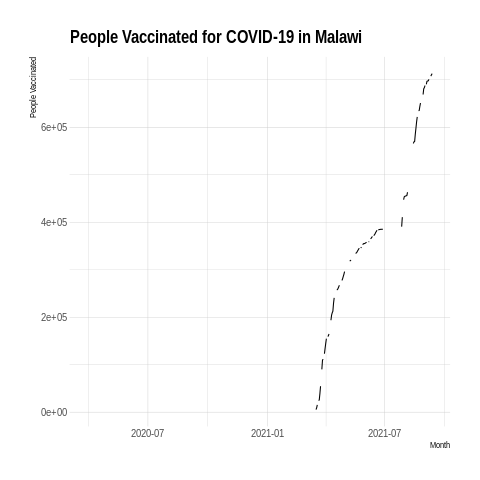 People Vaccinated for COVID-19 in Malawi
People Vaccinated
6e+05
4e+05
2e+05
0e+00
2020-07
2021-01
2021-07
Month